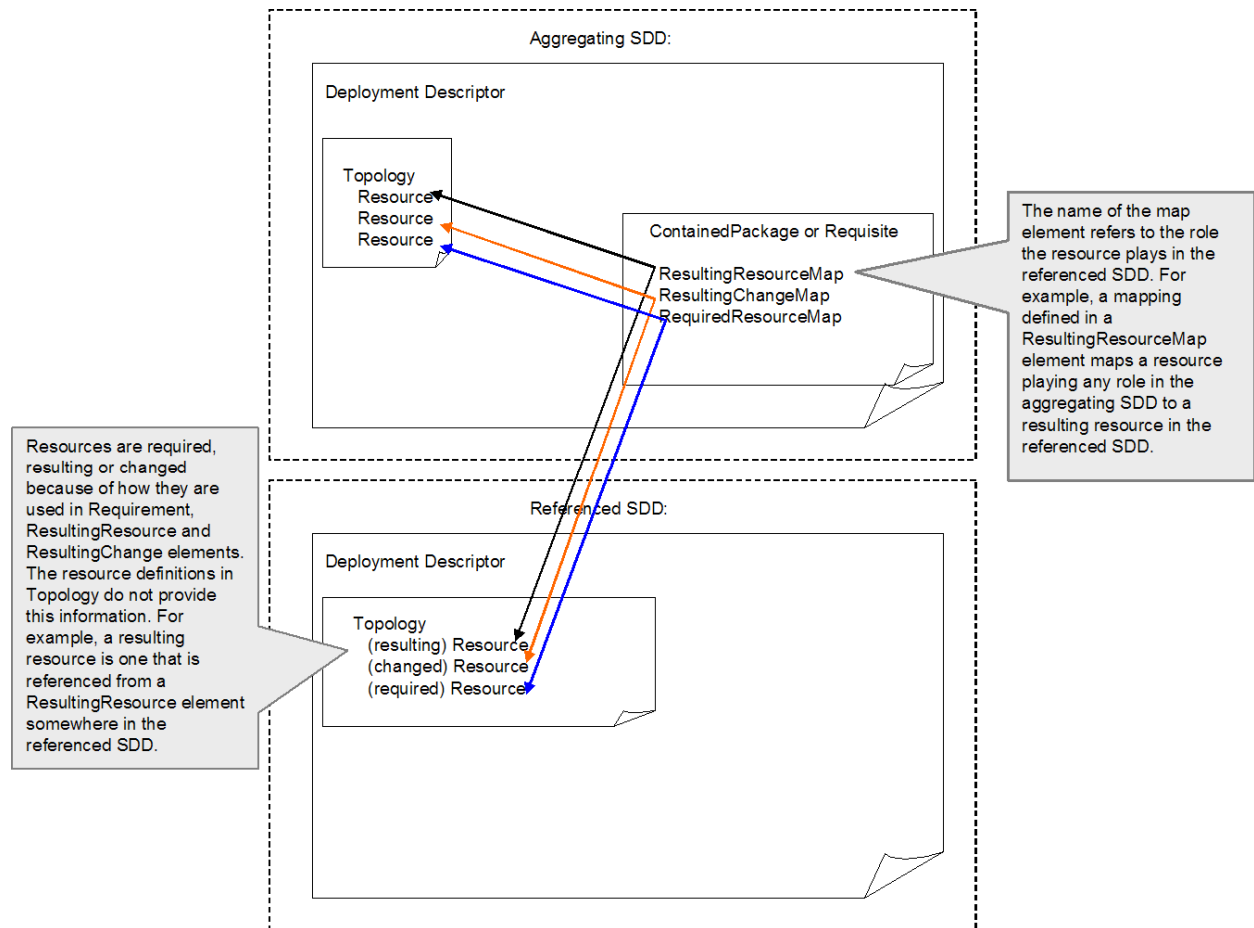 Aggregating SDD:
Deployment Descriptor
Topology
Resource
Resource
Resource
ContainedPackage or Requisite
ResultingResourceMap
ResultingChangeMap
RequiredResourceMap
The name of the map
element refers to the role
the resource plays in the
referenced SDD. For
example, a mapping
defined in a
ResultingResourceMap
element maps a resource
playing any role in the
aggregating SDD to a
resulting resource in the
referenced SDD.
Resources are required,
resulting or changed
because of how they are
used in Requirement,
ResultingResource and
ResultingChange elements.
The resource definitions in
Topology do not provide
this information. For
example, a resulting
resource is one that is
referenced from a
ResultingResource element
somewhere in the
referenced SDD.
Referenced SDD:
Deployment Descriptor
Topology
(resulting) Resource
(changed) Resource
(required) Resource